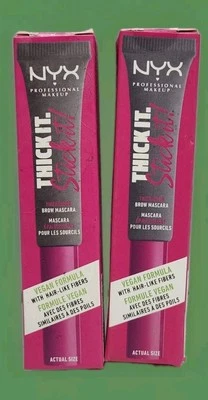 NYX
PROFESSIONAL
MAKEUP
THICK IT.
Stick it!
BROW MASCARA
MASCARA
POUR LES SOURCILS
VEGAN FORMULA
WITH HAIR-LIKE FIBERS
FORMULE VEGAN
AVEC DES FIBRES
SIMILAIRES À DES POILS
ACTUAL SIZE
NYX
PROFESSIONAL
MAKEUP
THICK IT.
Stick it!
BROW MASCARA
MASCARA
POUR LES SOURCILS
VEGAN FORMULA
WITH HAIR-LIKE FIBERS
FORMULE VEGAN
AVEC DES FIBRES
SIMILAIRES À DES POILS
ACTUAL SIZE